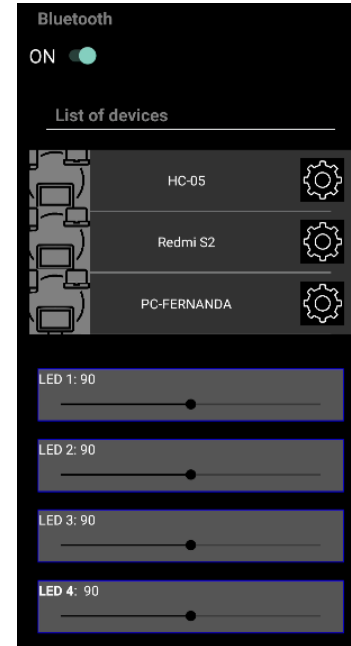 Bluetooth
ON
List of devices
HC-05
Redmi S2
PC-FERNANDA
LED 1: 90
LED 2: 90
LED 3: 90
LED 4: 90